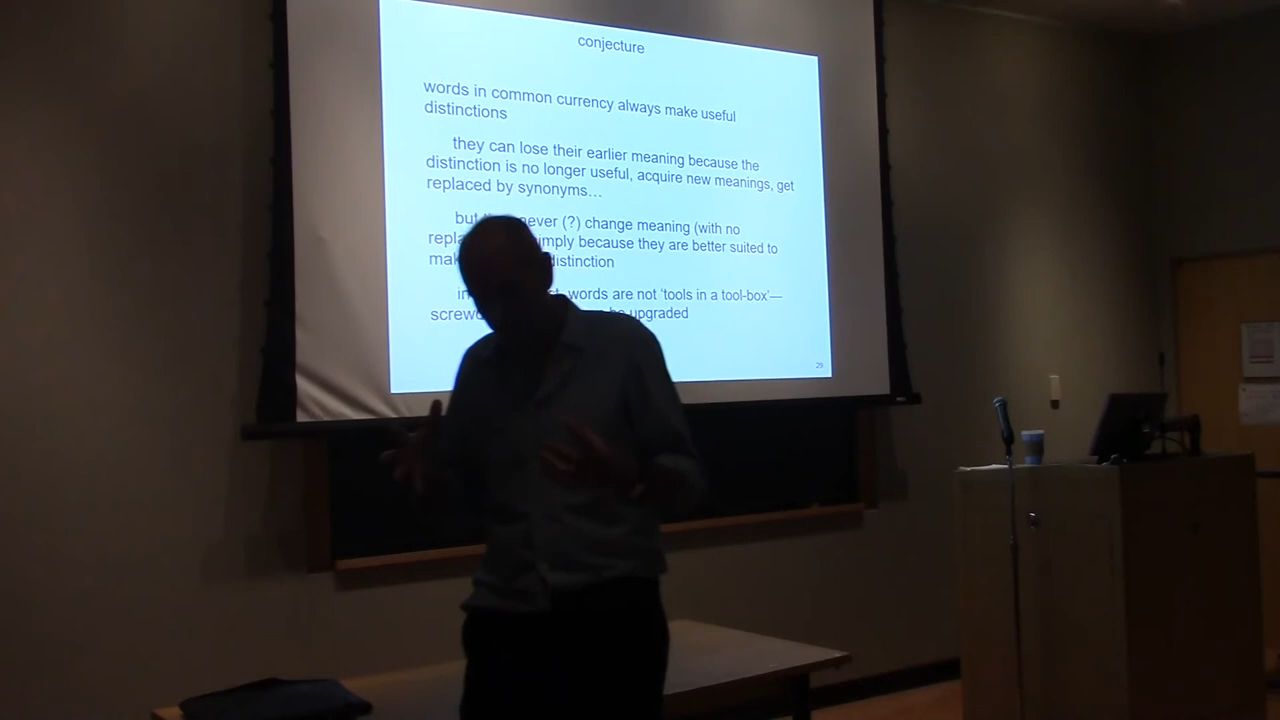 conjecture
words in common currency always make useful
distinctions
they can lose their earlier meaning because the
distinction is no longer useful, acquire new meanings, get
replaced by synonyms…
but never (?) change meaning (with no
because they are better suited to
distinction
words are not ‘tools in a tool-box’—
be upgraded
29